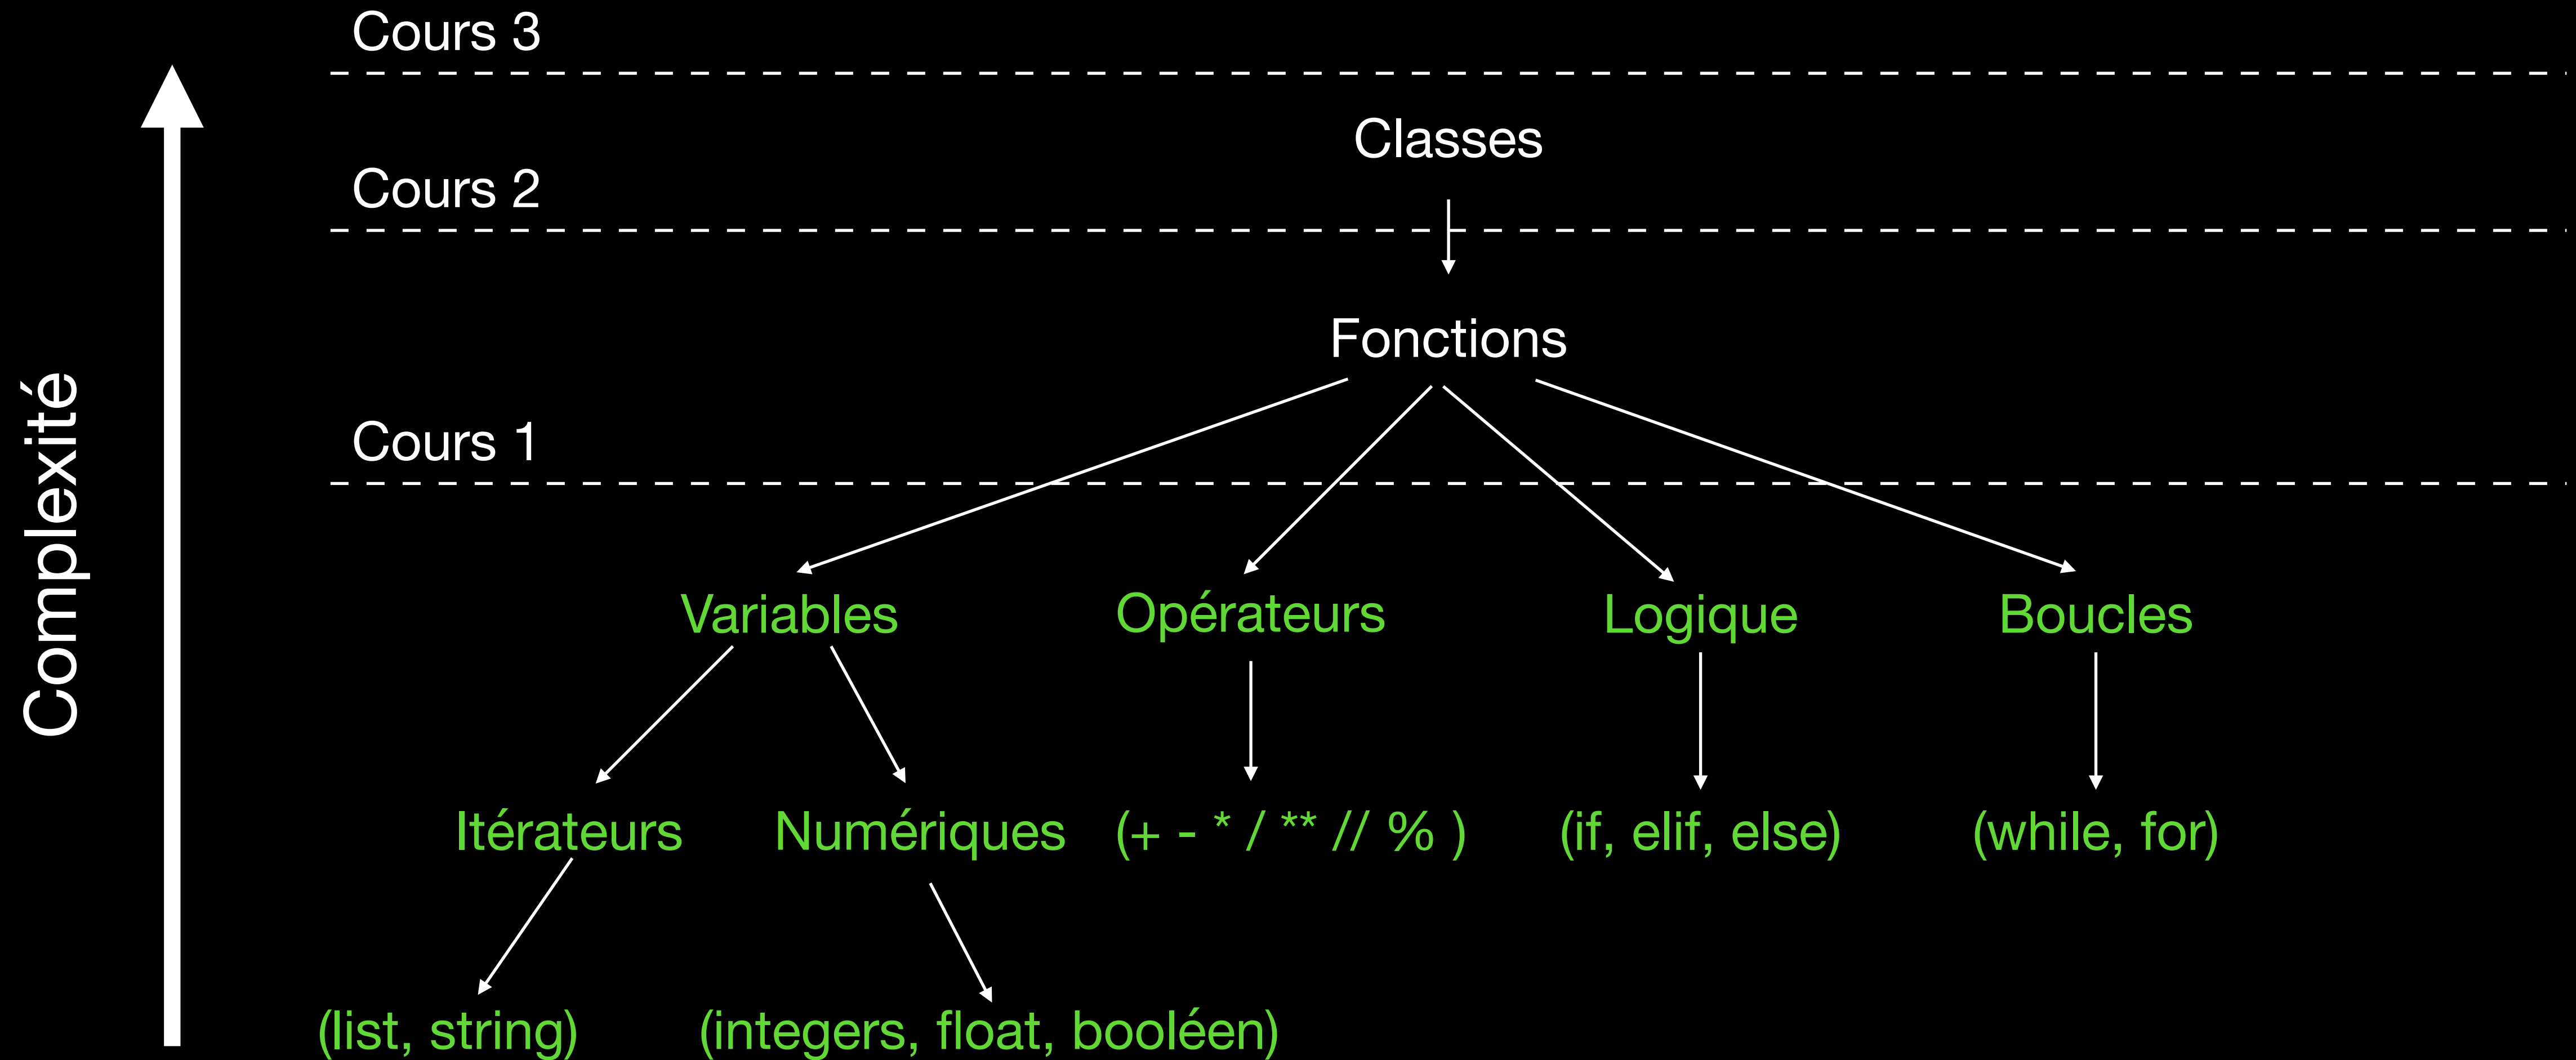 Cours 3
Classes
Cours 2
Fonctions
Cours 1
Complexité
Variables
Opérateurs
Logique
Boucles
Itérateurs
Numériques
(+ - * / ** // % )
(if, elif, else)
(while, for)
(list, string)
(integers, float, booléen)